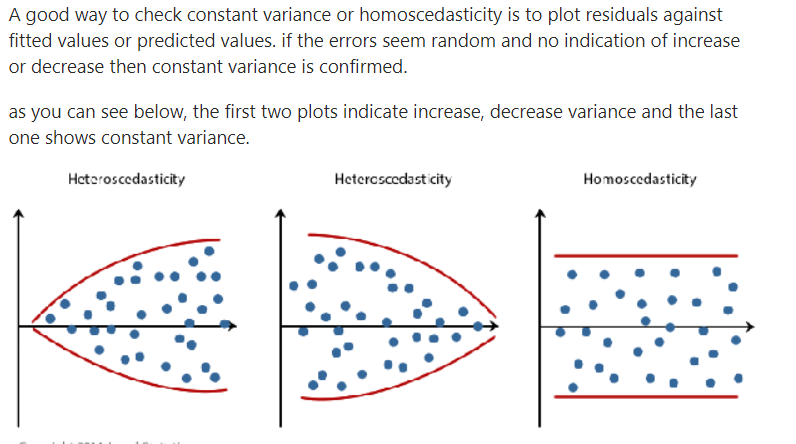 A good way to check constant variance or homoscedasticity is to plot residuals against
fitted values or predicted values. if the errors seem random and no indication of increase
or decrease then constant variance is confirmed.
as you can see below, the first two plots indicate increase, decrease variance and the last
one shows constant variance.
Heteroscedasticity
Heteroscedasticity
Homoscedasticity